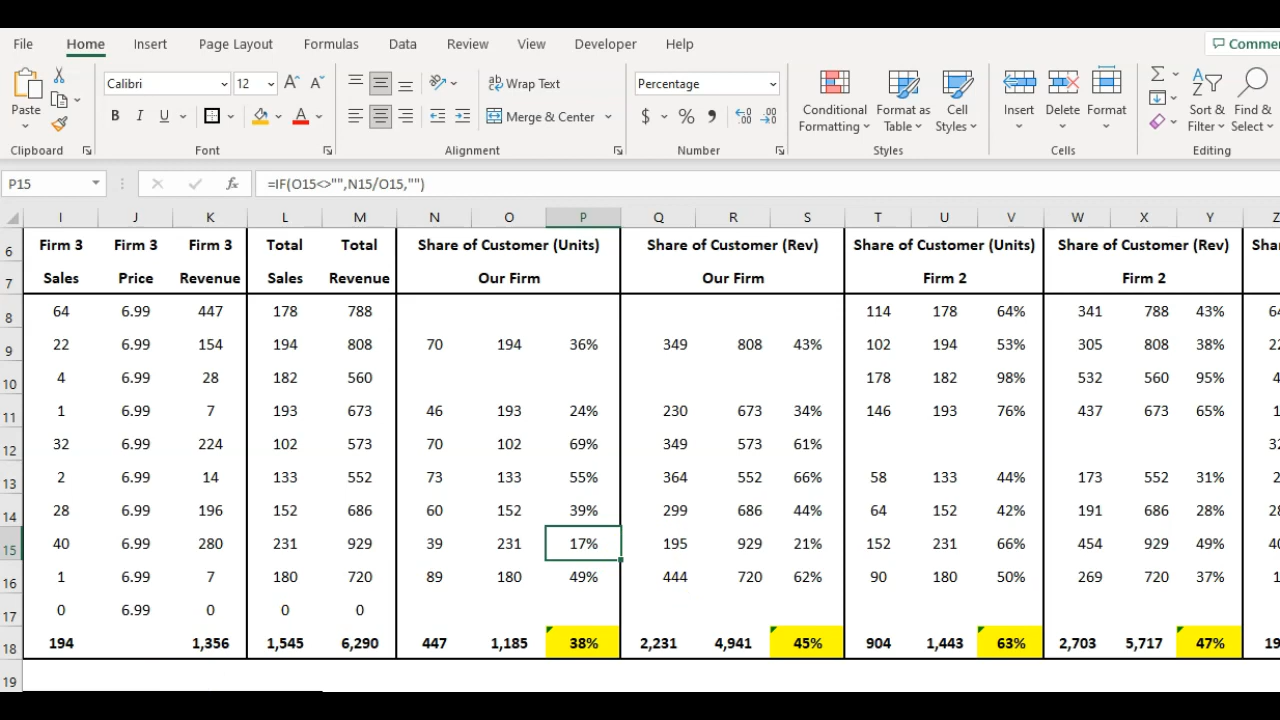 File Home Insert Page Layout Formulas Data Review View Developer Help
Paste Calibri 12 A A B I U A Wrap Text Merge & Center Percentage $ % Conditional Formatting Format as Table Cell Styles Insert Delete Format Sort & Filter Find & Select
Clipboard Font Alignment Number Styles Cells Editing
P15 fx =IF(O15<>"",N15/O15,"")
I J K L M N O P Q R S T U V W X Y
6 Firm 3 Firm 3 Firm 3 Total Total Share of Customer (Units) Share of Customer (Rev) Share of Customer (Units) Share of Customer (Rev)
7 Sales Price Revenue Sales Revenue Our Firm Our Firm Firm 2 Firm 2
8 64 6.99 447 178 788 114 178 64% 341 788 43%
9 22 6.99 154 194 808 70 194 36% 349 808 43% 102 194 53% 305 808 38%
10 4 6.99 28 182 560 178 182 98% 532 560 95%
11 1 6.99 7 193 673 46 193 24% 230 673 34% 146 193 76% 437 673 65%
12 32 6.99 224 102 573 70 102 69% 349 573 61%
13 2 6.99 14 133 552 73 133 55% 364 552 66% 58 133 44% 173 552 31%
14 28 6.99 196 152 686 60 152 39% 299 686 44% 64 152 42% 191 686 28%
15 40 6.99 280 231 929 39 231 17% 195 929 21% 152 231 66% 454 929 49%
16 1 6.99 7 180 720 89 180 49% 444 720 62% 90 180 50% 269 720 37%
17 0 6.99 0 0 0
18 194 1,356 1,545 6,290 447 1,185 38% 2,231 4,941 45% 904 1,443 63% 2,703 5,717 47%
19